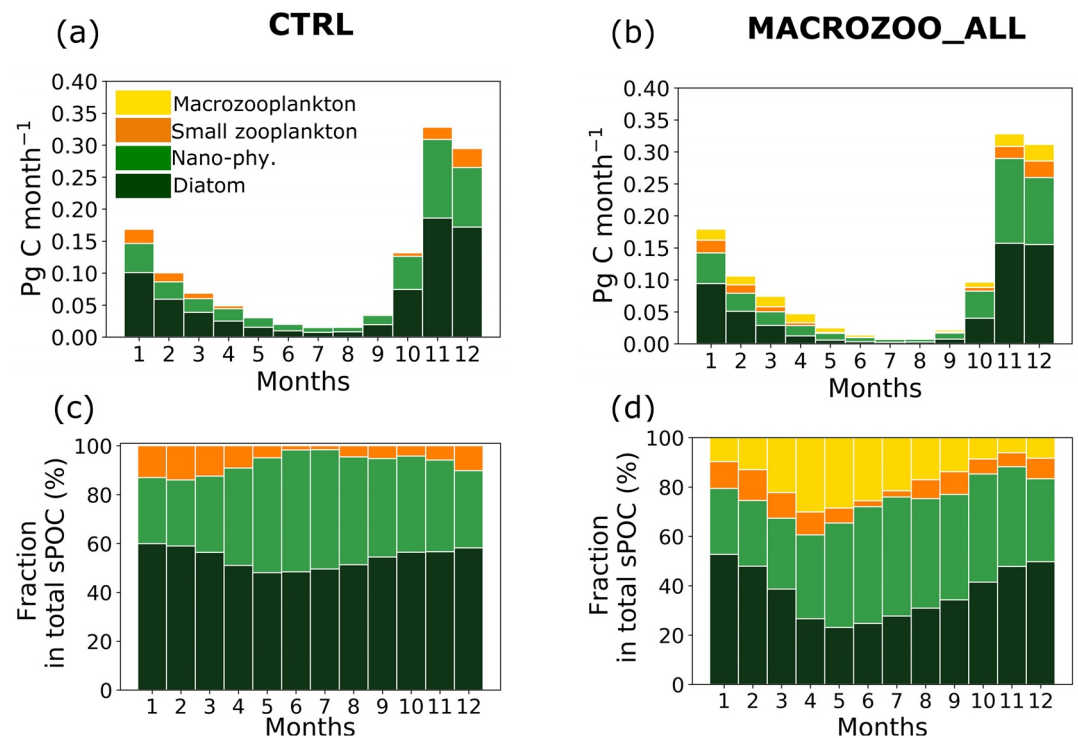 (a) CTRL
(b) MACROZOO_ALL
0.40
0.35
0.30
0.25
0.20
0.15
0.10
0.05
0.00
Pg C month⁻¹
Macrozooplankton
Small zooplankton
Nano-phy.
Diatom
1 2 3 4 5 6 7 8 9 10 11 12
Months
0.40
0.35
0.30
0.25
0.20
0.15
0.10
0.05
0.00
Pg C month⁻¹
1 2 3 4 5 6 7 8 9 10 11 12
Months
(c)
100
80
60
40
20
0
Fraction
in total sPOC (%)
1 2 3 4 5 6 7 8 9 10 11 12
Months
(d)
100
80
60
40
20
0
Fraction
in total sPOC (%)
1 2 3 4 5 6 7 8 9 10 11 12
Months